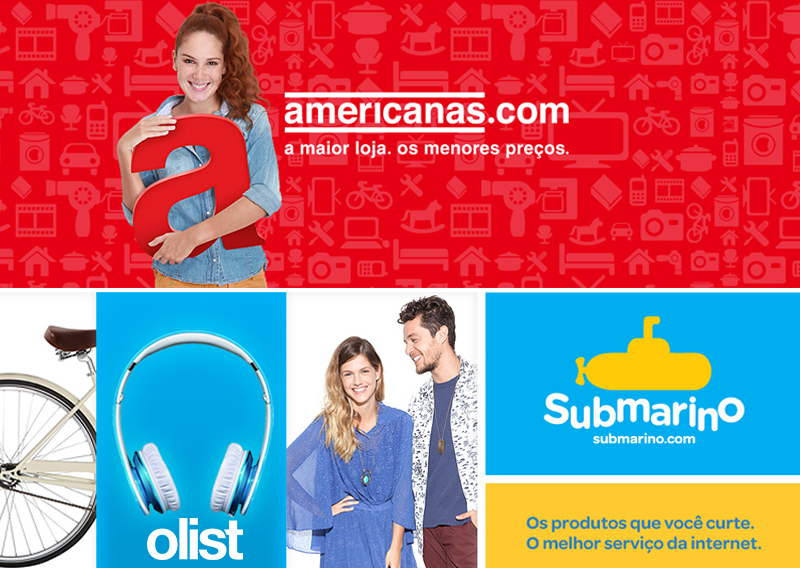 americanas.com
a maior loja. os menores preços.
a
olist
Submarino
submarino.com
Os produtos que você curte.
O melhor serviço da internet.